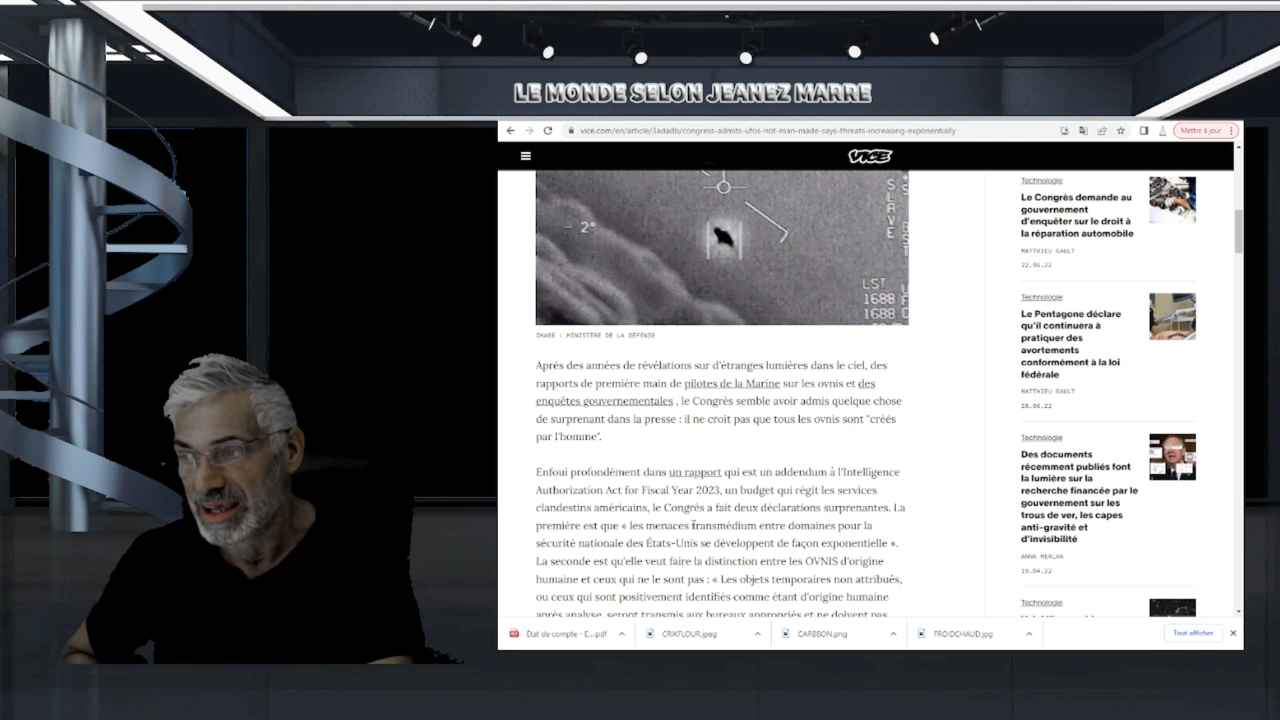 LE MONDE SELON JEANEZ MARRE
vice.com/en/article/3adadb/congress-admits-ufos-not-man-made-says-threats-increasing-exponentially
Mettre à jour
VICE
2°
SLAVE
LST
1688
1688
IMAGE : MINISTÈRE DE LA DÉFENSE
Après des années de révélations sur d'étranges lumières dans le ciel, des
rapports de première main de pilotes de la Marine sur les ovnis et des
enquêtes gouvernementales , le Congrès semble avoir admis quelque chose
de surprenant dans la presse : il ne croit pas que tous les ovnis sont "créés
par l'homme".
Enfoui profondément dans un rapport qui est un addendum à l'Intelligence
Authorization Act for Fiscal Year 2023, un budget qui régit les services
clandestins américains, le Congrès a fait deux déclarations surprenantes. La
première est que « les menaces transmédium entre domaines pour la
sécurité nationale des États-Unis se développent de façon exponentielle ».
La seconde est qu'elle veut faire la distinction entre les OVNIS d'origine
humaine et ceux qui ne le sont pas : « Les objets temporaires non attribués,
ou ceux qui sont positivement identifiés comme étant d'origine humaine
après analyse, seront transmis aux bureaux appropriés et ne doivent pas
Technologie
Le Congrès demande au
gouvernement
d'enquêter sur le droit à
la réparation automobile
MATTHIEU GAULT
22.06.22
Technologie
Le Pentagone déclare
qu'il continuera à
pratiquer des
avortements
conformément à la loi
fédérale
MATTHIEU GAULT
28.06.22
Technologie
Des documents
récemment publiés font
la lumière sur la
recherche financée par le
gouvernement sur les
trous de ver, les capes
anti-gravité et
d'invisibilité
ANNA MERLAN
19.04.22
Technologie
État de compte - E....pdf
CRIKFLOUR.jpeg
CARBBON.png
FROIDCHAUD.jpg
Tout afficher